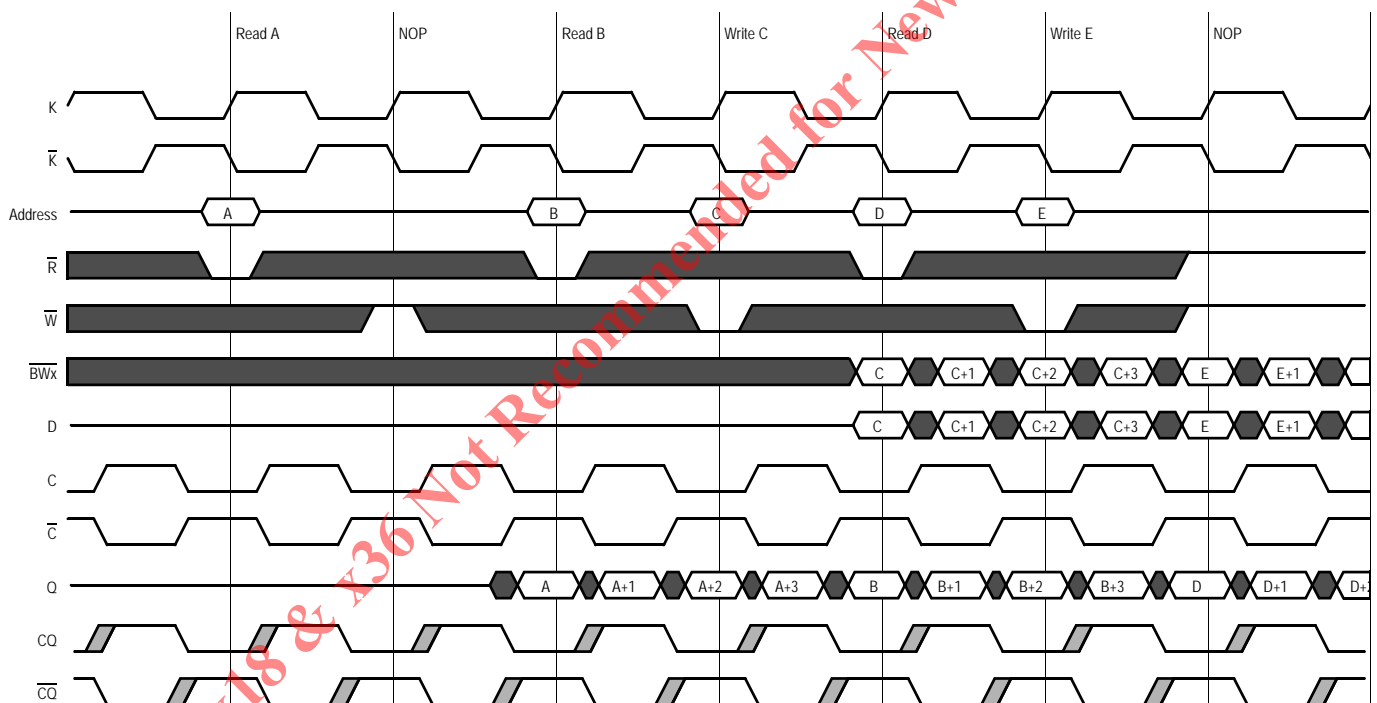 Read A NOP Read B Write C Read D Write E NOP
K
K
Address A B C D E
R
W
BWx C C+1 C+2 C+3 E E+1
D C C+1 C+2 C+3 E E+1
C
C
Q A A+1 A+2 A+3 B B+1 B+2 B+3 D D+1
CQ
CQ
x18 & x36 Not Recommended for New